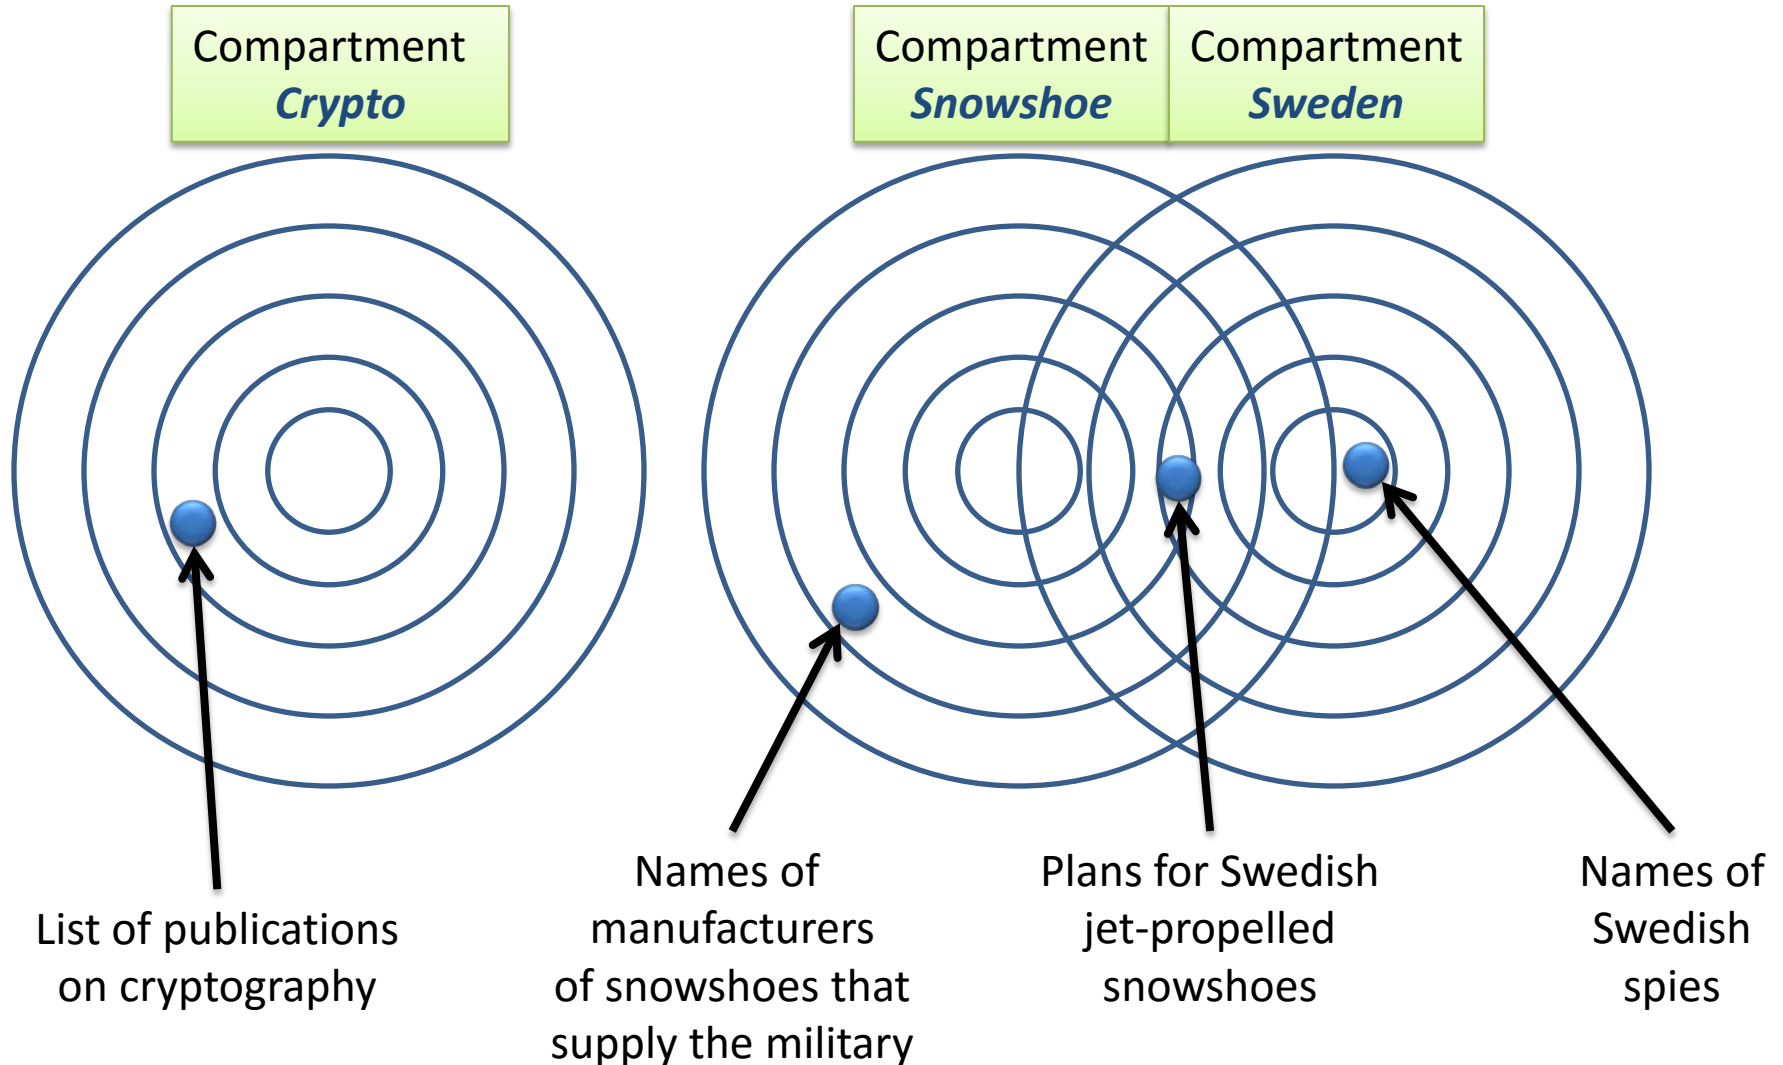 Compartment
Crypto
Compartment
Snowshoe
Compartment
Sweden
List of publications
on cryptography
Names of
manufacturers
of snowshoes that
supply the military
Plans for Swedish
jet-propelled
snowshoes
Names of
Swedish
spies